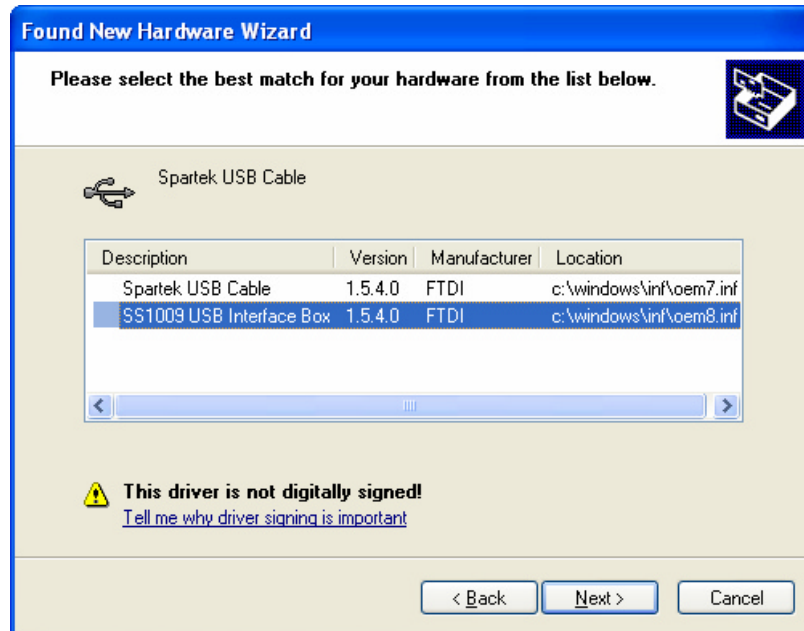 Found New Hardware Wizard
Please select the best match for your hardware from the list below.
Spartek USB Cable
Description Version Manufacturer Location
Spartek USB Cable 1.5.4.0 FTDI c:\windows\inf\oem7.inf
SS1009 USB Interface Box 1.5.4.0 FTDI c:\windows\inf\oem8.inf
This driver is not digitally signed!
Tell me why driver signing is important
< Back Next > Cancel